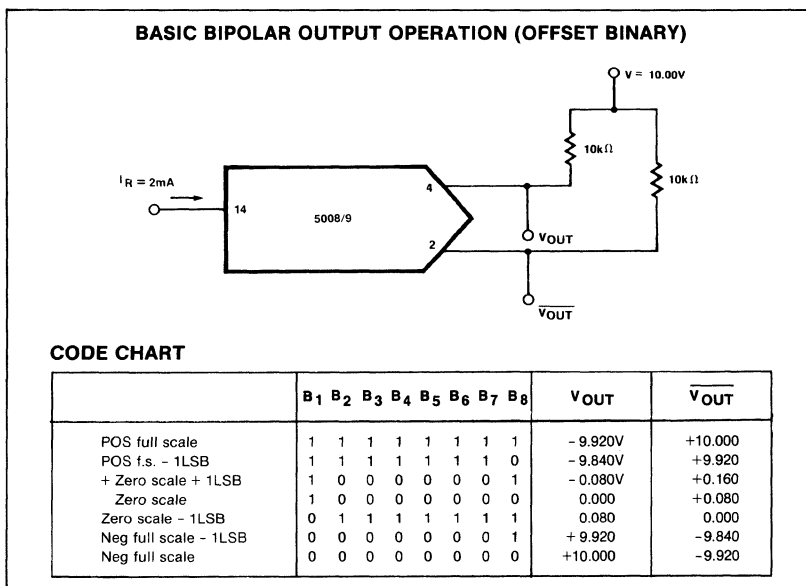 BASIC BIPOLAR OUTPUT OPERATION (OFFSET BINARY)
V = 10.00V
10kΩ
10kΩ
IR = 2mA
14
5008/9
4
2
VOUT
V̅O̅U̅T̅
CODE CHART
B1 B2 B3 B4 B5 B6 B7 B8 VOUT V̅O̅U̅T̅
POS full scale 1 1 1 1 1 1 1 1 -9.920V +10.000
POS f.s. - 1LSB 1 1 1 1 1 1 1 0 -9.840V +9.920
+ Zero scale + 1LSB 1 0 0 0 0 0 0 1 -0.080V +0.160
Zero scale 1 0 0 0 0 0 0 0 0.000 +0.080
Zero scale - 1LSB 0 1 1 1 1 1 1 1 0.080 0.000
Neg full scale - 1LSB 0 0 0 0 0 0 0 1 +9.920 -9.840
Neg full scale 0 0 0 0 0 0 0 0 +10.000 -9.920